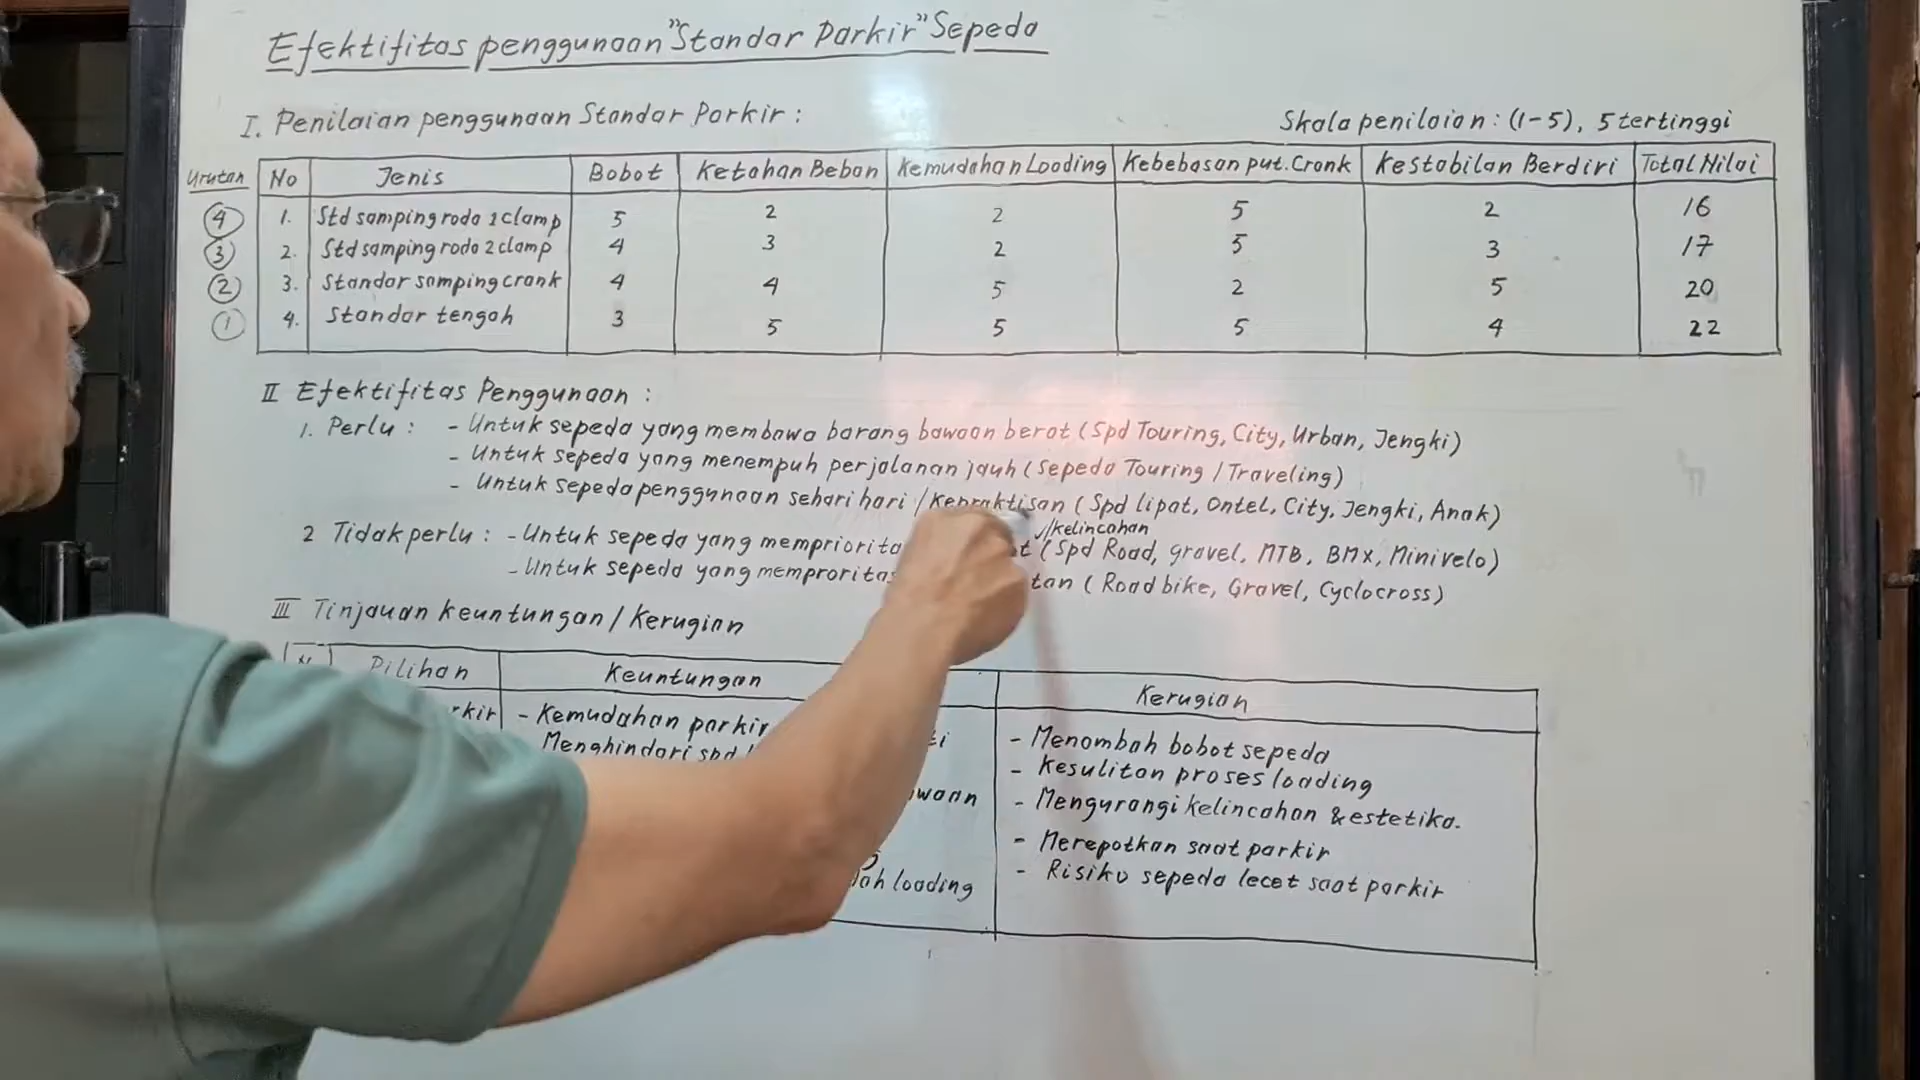 Efektifitas penggunaan "Standar Parkir" Sepeda
I. Penilaian penggunaan Standar Parkir :
Skala penilaian : (1-5), 5 tertinggi
Urutan No Jenis Bobot Ketahan Beban Kemudahan Loading Kebebasan put. Crank Kestabilan Berdiri Total Nilai
4 1. Std samping roda 1 clamp 5 2 2 5 2 16
3 2. Std samping roda 2 clamp 4 3 2 5 3 17
2 3. Standar samping crank 4 4 5 2 5 20
1 4. Standar tengah 3 5 5 5 4 22
II Efektifitas Penggunaan :
1. Perlu : - Untuk sepeda yang membawa barang bawaan berat (Spd Touring, City, Urban, Jengki)
- Untuk sepeda yang menempuh perjalanan jauh (Sepeda Touring / Traveling)
- Untuk sepeda penggunaan sehari hari / Kepraktisan (Spd lipat, Ontel, City, Jengki, Anak)
/kelincahan
2 Tidak perlu : - Untuk sepeda yang (Spd Road, gravel, MTB, BMX, Minivelo)
- Untuk sepeda yang (Road bike, Gravel, Cyclocross)
III Tinjauan keuntungan / Kerugian
Pilihan Keuntungan Kerugian
- Kemudahan parkir
Menghindari spd
- Menambah bobot sepeda
- Kesulitan proses loading
- Mengurangi kelincahan & estetika.
- Merepotkan saat parkir
loading
- Risiko sepeda lecet saat parkir